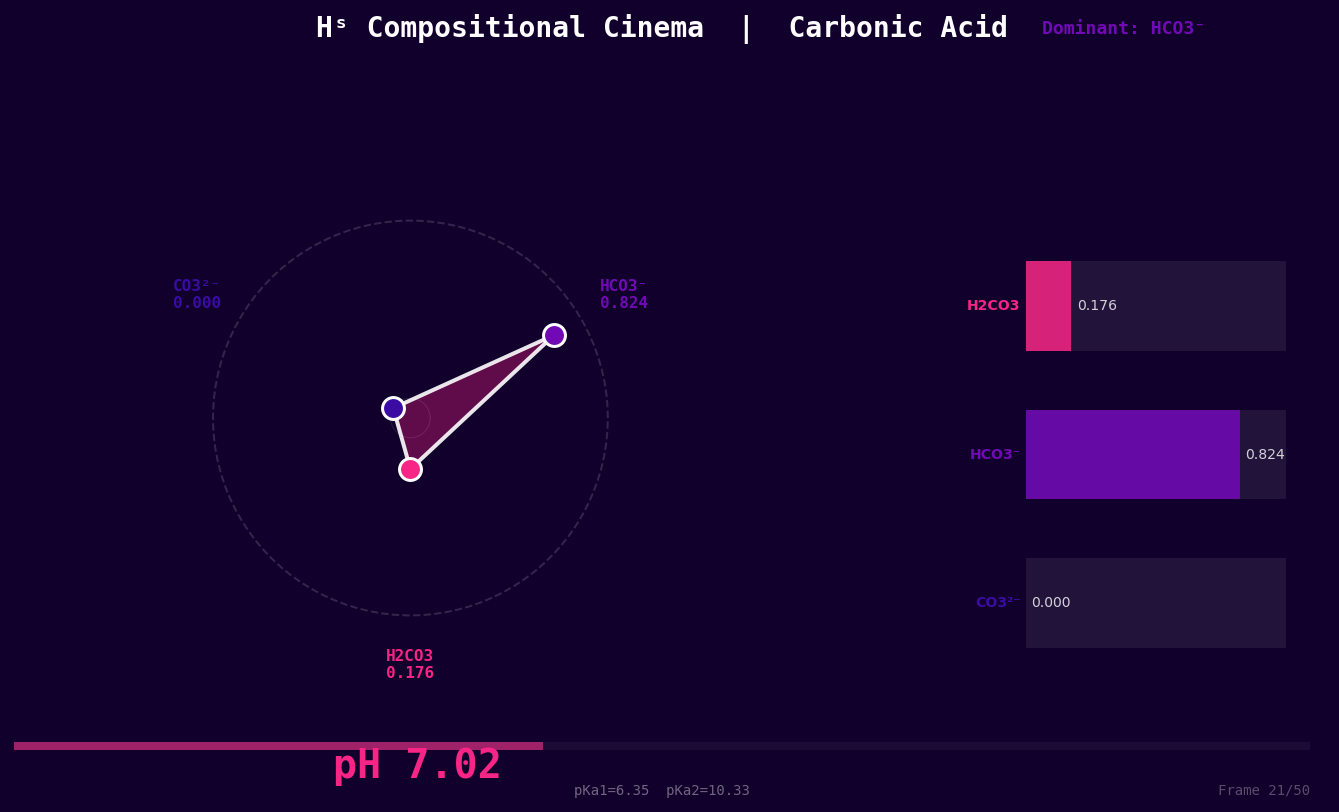 Hˢ Compositional Cinema | Carbonic Acid
Dominant: HCO3⁻
CO3²⁻
0.000
HCO3⁻
0.824
H2CO3
0.176
H2CO3
0.176
HCO3⁻
0.824
CO3²⁻
0.000
pH 7.02
pKa1=6.35 pKa2=10.33
Frame 21/50